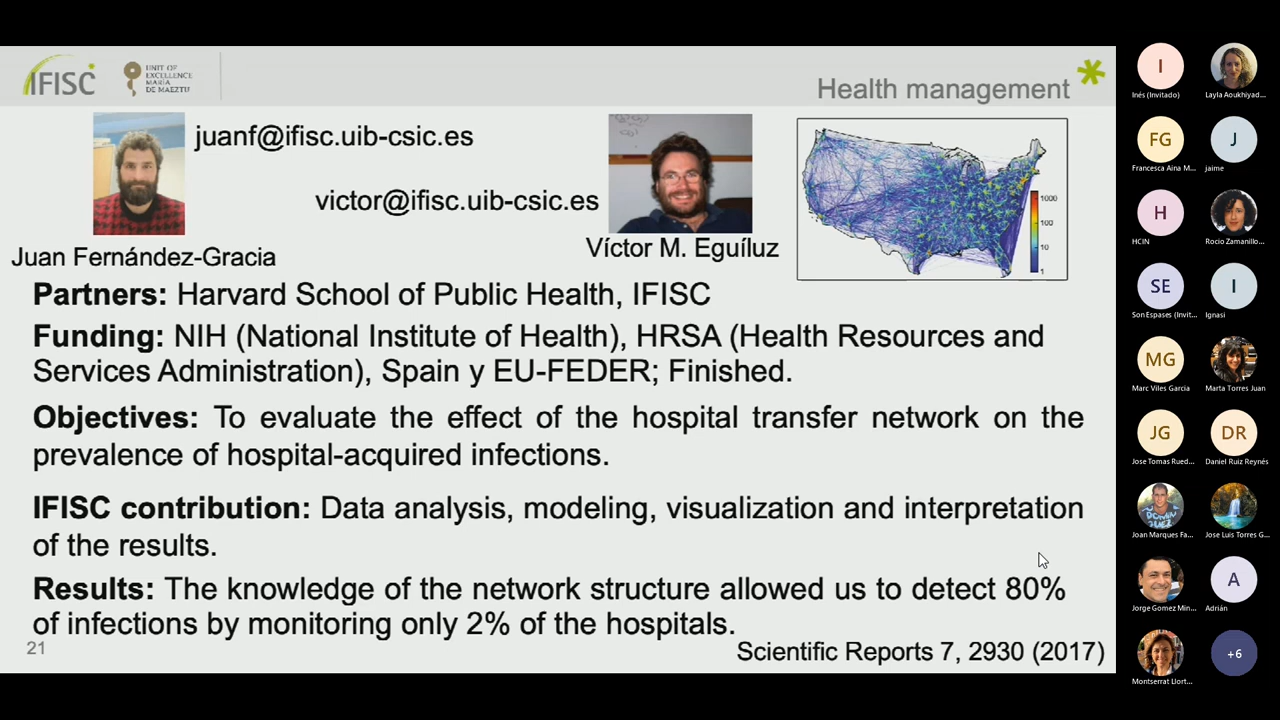 IFISC
UNIT OF
EXCELLENCE
MARÍA
DE MAEZTU
Health management
juanf@ifisc.uib-csic.es
victor@ifisc.uib-csic.es
Juan Fernández-Gracia
Víctor M. Eguíluz
1000
100
10
1
Partners: Harvard School of Public Health, IFISC
Funding: NIH (National Institute of Health), HRSA (Health Resources and
Services Administration), Spain y EU-FEDER; Finished.
Objectives: To evaluate the effect of the hospital transfer network on the
prevalence of hospital-acquired infections.
IFISC contribution: Data analysis, modeling, visualization and interpretation
of the results.
Results: The knowledge of the network structure allowed us to detect 80%
of infections by monitoring only 2% of the hospitals.
21
Scientific Reports 7, 2930 (2017)
I
Inés (Invitado)
Layla Aoukhiyad...
FG
Francesca Aina M...
J
jaime
H
HCIN
Rocio Zamanillo...
SE
Son Espases (Invit...
I
Ignasi
MG
Marc Viles Garcia
Marta Torres Juan
JG
Jose Tomas Rued...
DR
Daniel Ruiz Reynés
Joan Marques Fa...
Jose Luis Torres G...
Jorge Gomez Min...
A
Adrián
Montserrat Llort...
+6